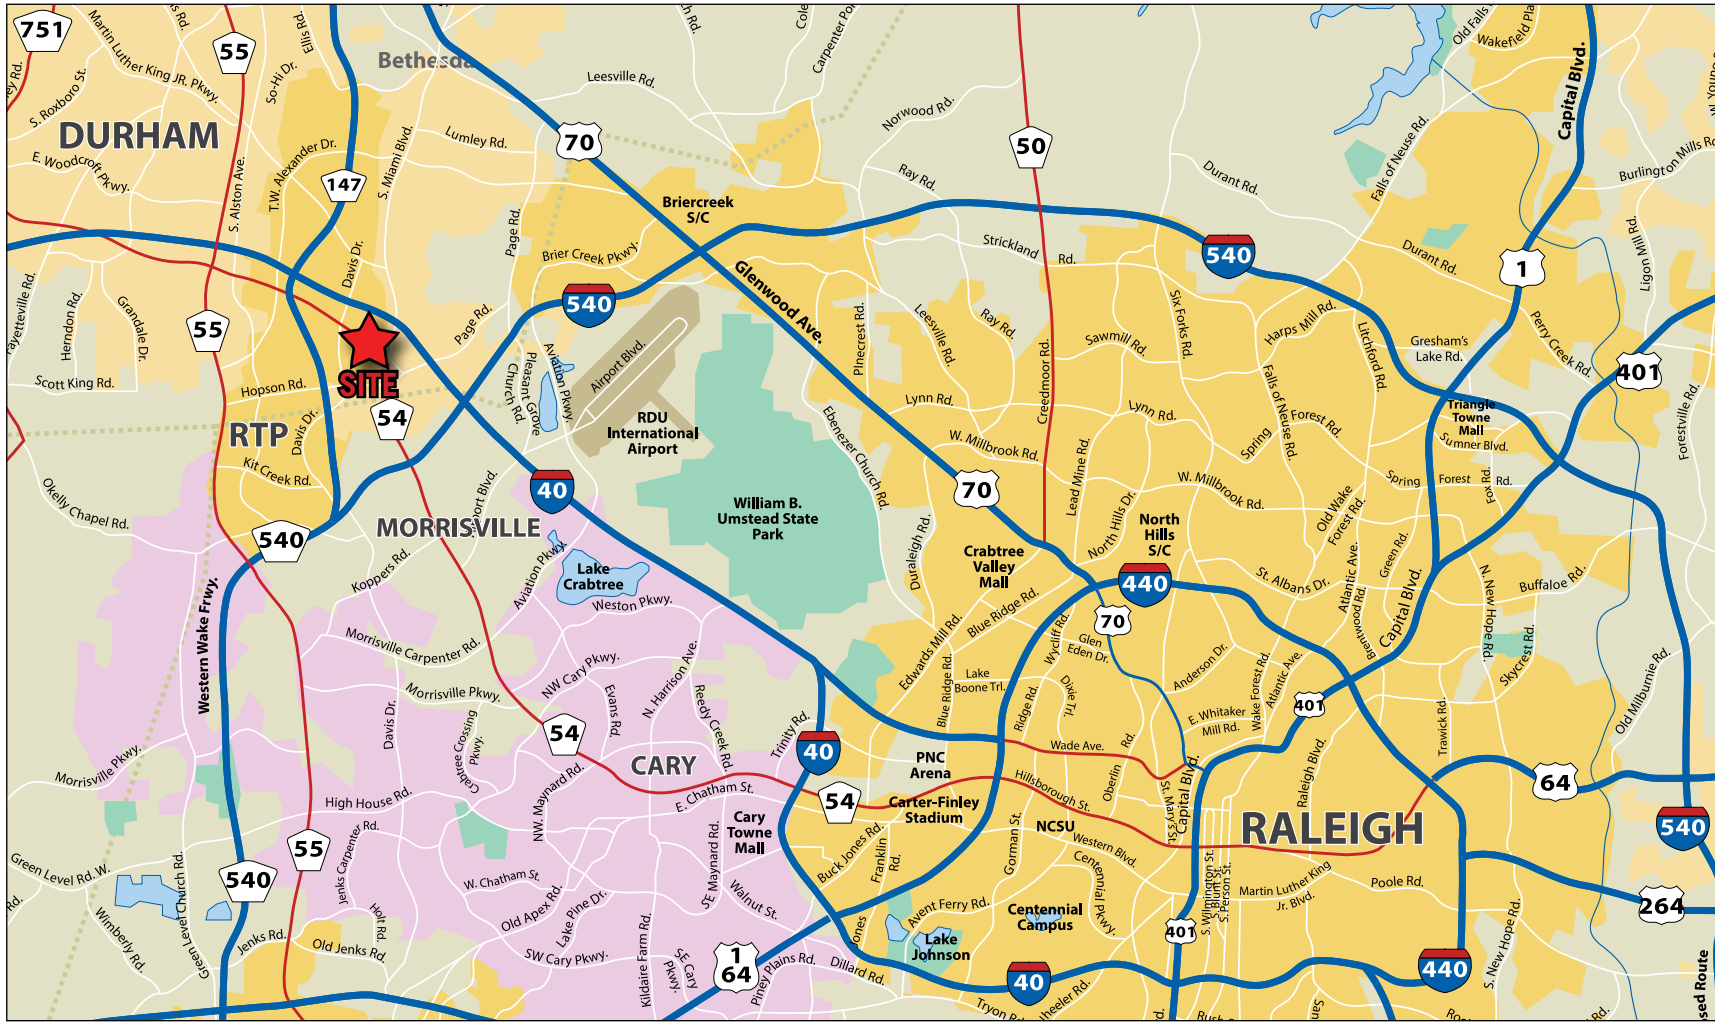 751
Martin Luther King JR. Pkwy.
S. Roxboro St.
55
So-Hi Dr.
Ellis Rd.
Bethesda
Leesville Rd.
Carpenter
Norwood Rd.
50
Old Falls
Wakefield
Capital Blvd.
DURHAM
E. Woodcroft Pkwy.
S. Alston Ave.
T.W. Alexander Dr.
147
S. Miami Blvd.
Lumley Rd.
70
Ray Rd.
Durant Rd.
Falls of Neuse Rd.
Burlington Mills Rd.
Briercreek
S/C
Page Rd.
Brier Creek Pkwy.
Davis Dr.
Strickland
Rd.
540
Durant Rd.
1
Ligon Mill Rd.
Fayetteville Rd.
Herndon Rd.
Grandale Dr.
55
Scott King Rd.
Hopson Rd.
SITE
54
Page Rd.
540
Glenwood Ave.
Pleasant Grove
Church Rd.
Aviation Pkwy.
Airport Blvd.
RDU
International
Airport
Pinecrest Rd.
Leesville Rd.
Ray Rd.
Creedmoor Rd.
Sawmill Rd.
Six Forks Rd.
Harps Mill Rd.
Litchford Rd.
Gresham's
Lake Rd.
Perry Creek Rd.
401
Forestville Rd.
Triangle
Towne
Mall
Sumner Blvd.
Lynn Rd.
Lynn Rd.
Falls of Neuse Rd.
Spring
Forest Rd.
RTP
Davis Dr.
Kit Creek Rd.
Okelly Chapel Rd.
540
MORRISVILLE
40
Ebenezer Church Rd.
W. Millbrook Rd.
70
Lead Mine Rd.
W. Millbrook Rd.
Spring
Forest
Rd.
Fox Rd.
Old Wake
Forest Rd.
William B.
Umstead State
Park
North Hills Dr.
North
Hills
S/C
Crabtree
Valley
Mall
Duraleigh Rd.
440
St. Albans Dr.
Atlantic Ave.
Green Rd.
Brentwood Rd.
Capital Blvd.
N. New Hope Rd.
Buffaloe Rd.
Skycrest Rd.
Old Milburnie Rd.
Western Wake Frwy.
Koppers Rd.
Aviation Pkwy.
Lake
Crabtree
Weston Pkwy.
Morrisville Carpenter Rd.
Morrisville Pkwy.
NW Cary Pkwy.
Evans Rd.
N. Harrison Ave.
Reedy Creek Rd.
Trinity Rd.
Edwards Mill Rd.
Blue Ridge Rd.
Blue Ridge Rd.
Wycliff Rd.
70
Glen
Eden Dr.
Lake
Boone Trl.
Ridge Rd.
Dixie Trl.
Anderson Dr.
E. Whitaker
Mill Rd.
Wake Forest Rd.
Atlantic Ave.
401
Trawick Rd.
Morrisville Pkwy.
Davis Dr.
Crabtree Crossing
Pkwy.
54
CARY
40
PNC
Arena
Wade Ave.
Oberlin
Rd.
Capital Blvd.
Raleigh Blvd.
64
High House Rd.
NW. Maynard Rd.
E. Chatham St.
54
Carter-Finley
Stadium
Hillsborough St.
St. Mary's St.
RALEIGH
540
Cary
Towne
Mall
NCSU
Western Blvd.
Gorman St.
Buck Jones Rd.
Franklin
Rd.
55
Jenks Carpenter Rd.
Green Level Rd. W.
Green Level Church Rd.
540
W. Chatham St.
SE Maynard Rd.
Walnut St.
Centennial Pkwy.
S. Wilmington St.
S. Blunt St.
S. Person St.
Martin Luther King
Jr. Blvd.
Poole Rd.
264
Wimberly Rd.
Jenks Rd.
Holt Rd.
Old Jenks Rd.
Old Apex Rd.
Lake Pine Dr.
SW Cary Pkwy.
Kildaire Farm Rd.
SE Cary
Pkwy.
1
64
Piney Plains Rd.
Jones
Dillard Rd.
Avent Ferry Rd.
Centennial
Campus
Lake
Johnson
401
40
Tryon Rd.
440
S. New Hope Rd.